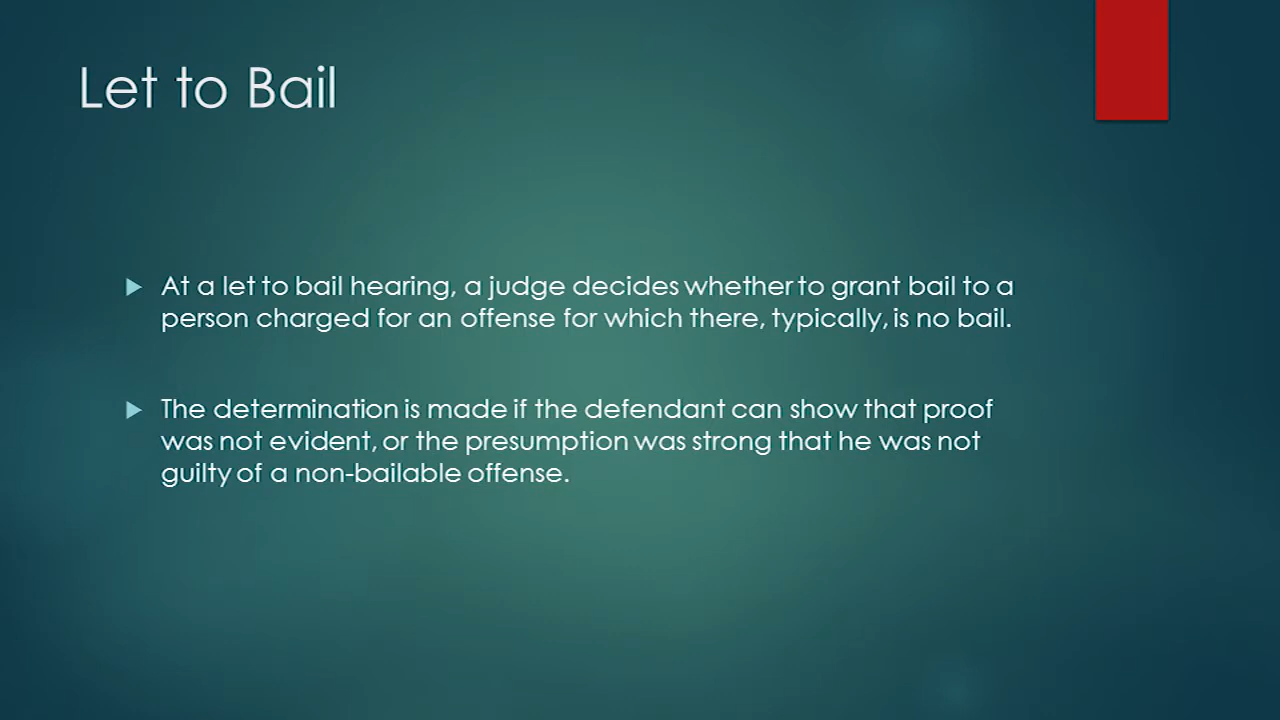 Let to Bail
At a let to bail hearing, a judge decides whether to grant bail to a
person charged for an offense for which there, typically, is no bail.
The determination is made if the defendant can show that proof
was not evident, or the presumption was strong that he was not
guilty of a non-bailable offense.